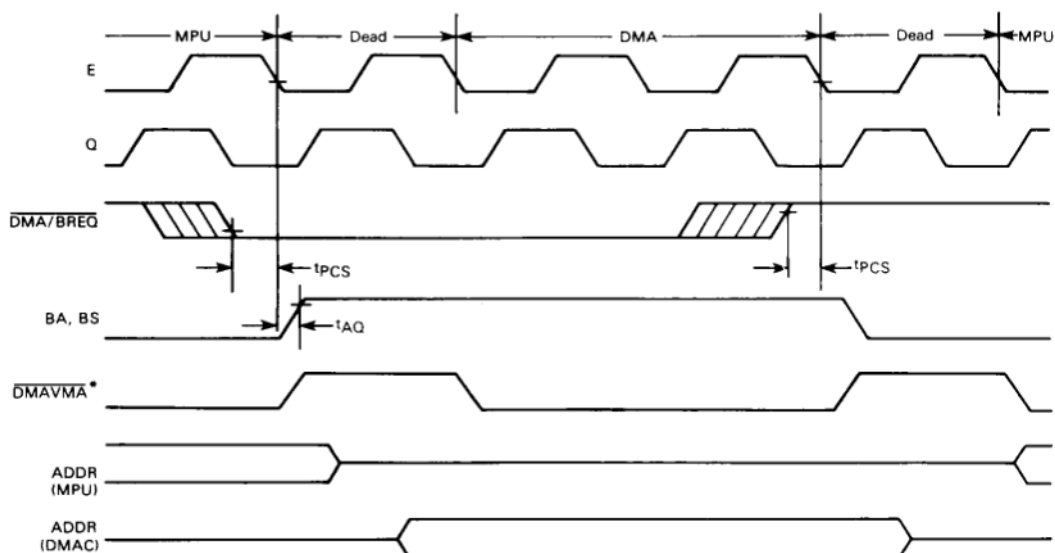 MPU Dead DMA Dead MPU
E
Q
DMA/BREQ
tPCS tPCS
BA, BS
tAQ
DMAVMA*
ADDR
(MPU)
ADDR
(DMAC)